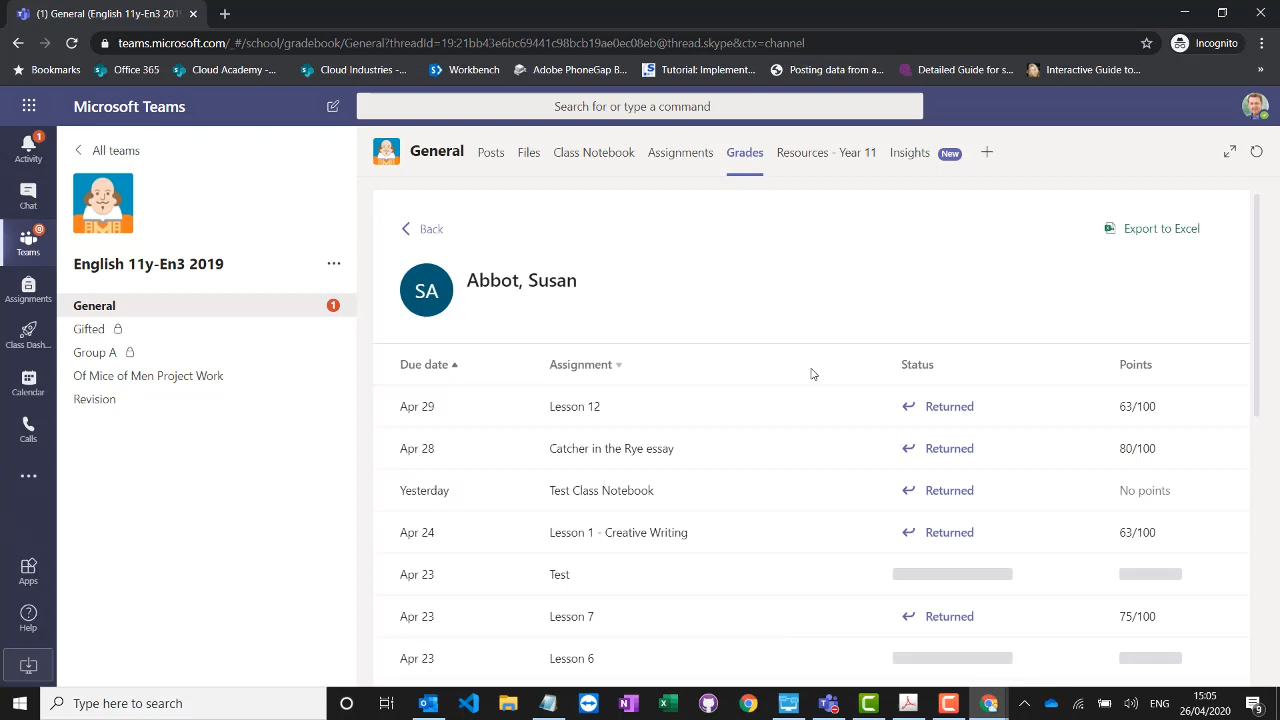 General (English 11y-En3 2019
teams.microsoft.com/_#/school/gradebook/General?threadId=19:21bb43e6bc69441c98bcb19ae0ec08eb@thread.skype&ctx=channel
Incognito
Bookmarks
Office 365
Cloud Academy -...
Cloud Industries -...
Workbench
Adobe PhoneGap B...
Tutorial: Implement...
Posting data from a...
Detailed Guide for s...
Interactive Guide to...
»
Microsoft Teams
Search for or type a command
Activity
1
Chat
Teams
Assignments
Class Dash...
Calendar
Calls
Apps
Help
All teams
English 11y-En3 2019
General
1
Gifted
Group A
Of Mice of Men Project Work
Revision
General Posts Files Class Notebook Assignments Grades Resources - Year 11 Insights New
Back
Export to Excel
SA
Abbot, Susan
Due date Assignment Status Points
Apr 29 Lesson 12 Returned 63/100
Apr 28 Catcher in the Rye essay Returned 80/100
Yesterday Test Class Notebook Returned No points
Apr 24 Lesson 1 - Creative Writing Returned 63/100
Apr 23 Test
Apr 23 Lesson 7 Returned 75/100
Apr 23 Lesson 6
Type here to search
ENG
15:05
26/04/2020